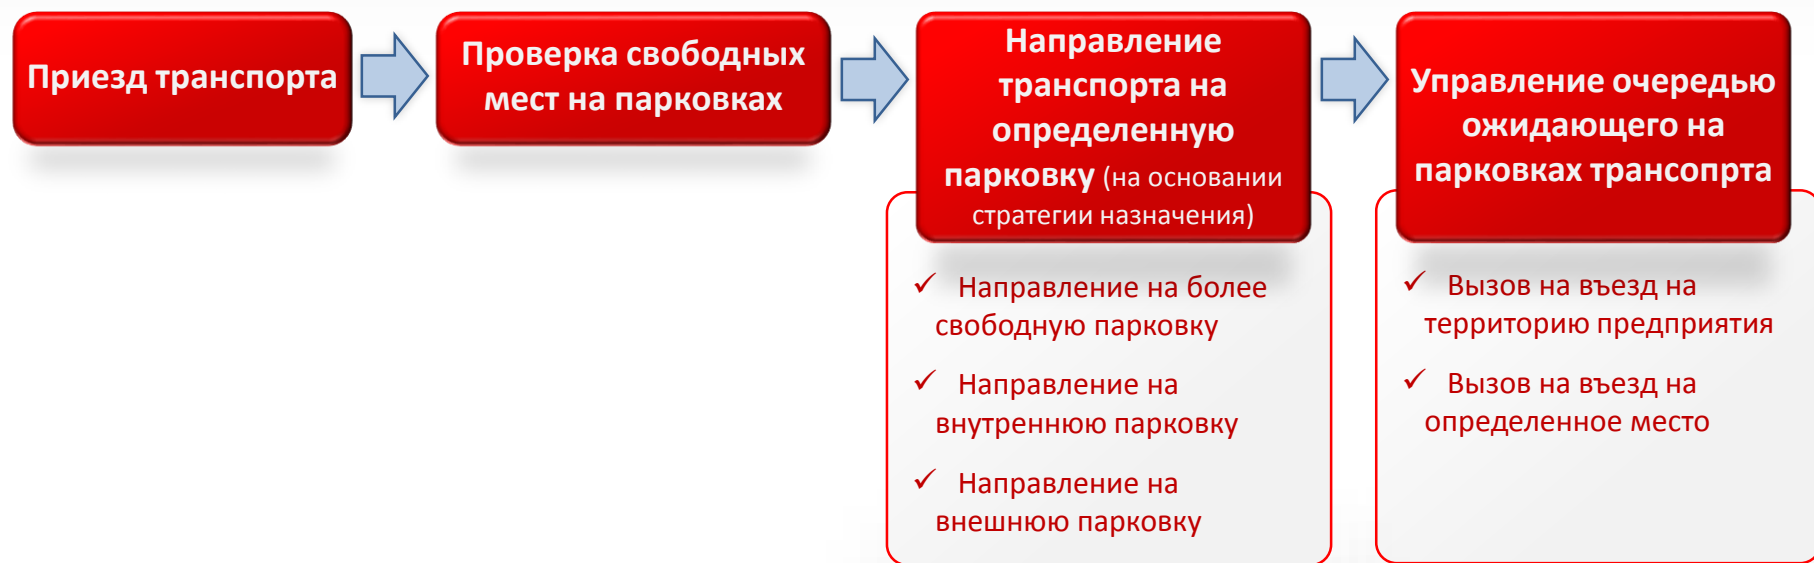 Приезд транспорта
Проверка свободных
мест на парковках
Направление
транспорта на
определенную
парковку (на основании
стратегии назначения)
✓ Направление на более
свободную парковку
✓ Направление на
внутреннюю парковку
✓ Направление на
внешнюю парковку
Управление очередью
ожидающего на
парковках трансопрта
✓ Вызов на въезд на
территорию предприятия
✓ Вызов на въезд на
определенное место